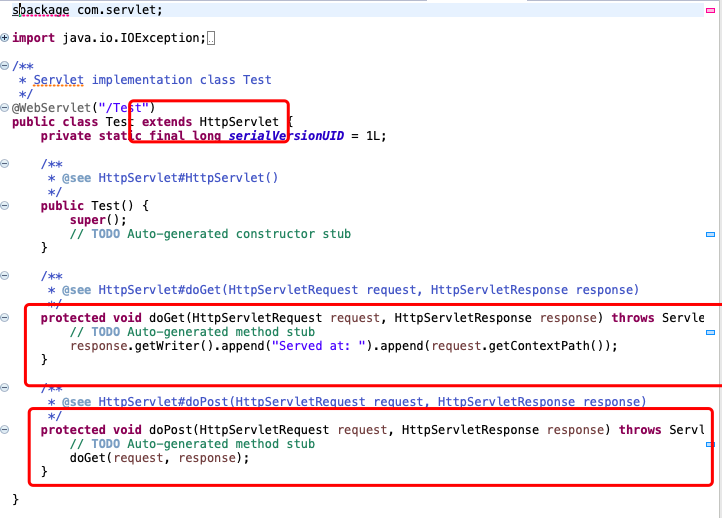 spackage com.servlet;
import java.io.IOException;
/**
* Servlet implementation class Test
*/
@WebServlet("/Test")
public class Test extends HttpServlet {
private static final long serialVersionUID = 1L;
/**
* @see HttpServlet#HttpServlet()
*/
public Test() {
super();
// TODO Auto-generated constructor stub
}
/**
* @see HttpServlet#doGet(HttpServletRequest request, HttpServletResponse response)
*/
protected void doGet(HttpServletRequest request, HttpServletResponse response) throws Servle
// TODO Auto-generated method stub
response.getWriter().append("Served at: ").append(request.getContextPath());
}
/**
* @see HttpServlet#doPost(HttpServletRequest request, HttpServletResponse response)
*/
protected void doPost(HttpServletRequest request, HttpServletResponse response) throws Servl
// TODO Auto-generated method stub
doGet(request, response);
}
}